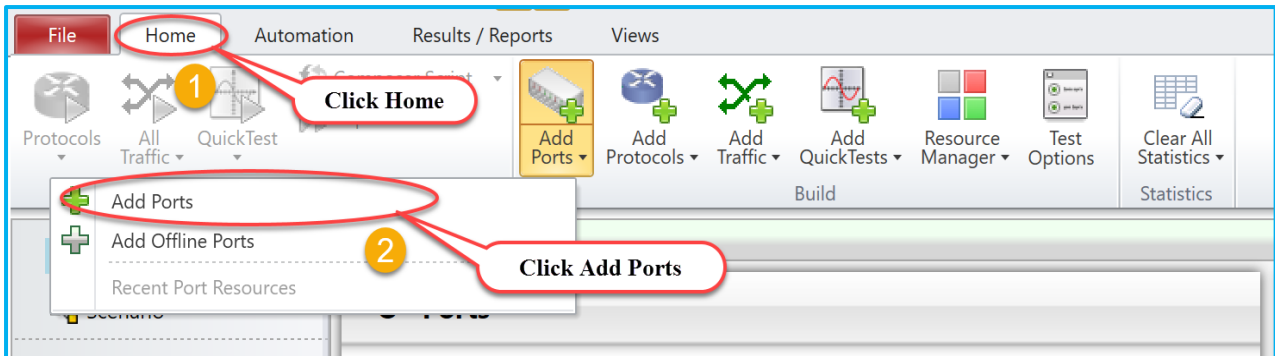 File Home Automation Results / Reports Views
1
Click Home
Protocols
All
Traffic
QuickTest
Add
Ports
Add
Protocols
Add
Traffic
Add
QuickTests
Resource
Manager
Test
Options
Clear All
Statistics
Build
Statistics
Add Ports
Add Offline Ports
2
Click Add Ports
Recent Port Resources
Scenario
Ports